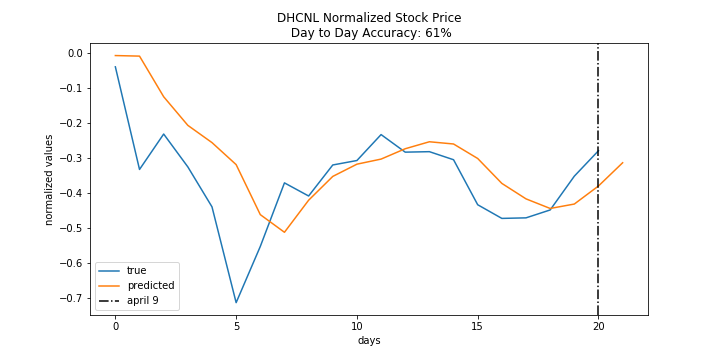 DHCNL Normalized Stock Price
Day to Day Accuracy: 61%
normalized values
0.0
−0.1
−0.2
−0.3
−0.4
−0.5
−0.6
−0.7
true
predicted
april 9
0
5
10
15
20
days